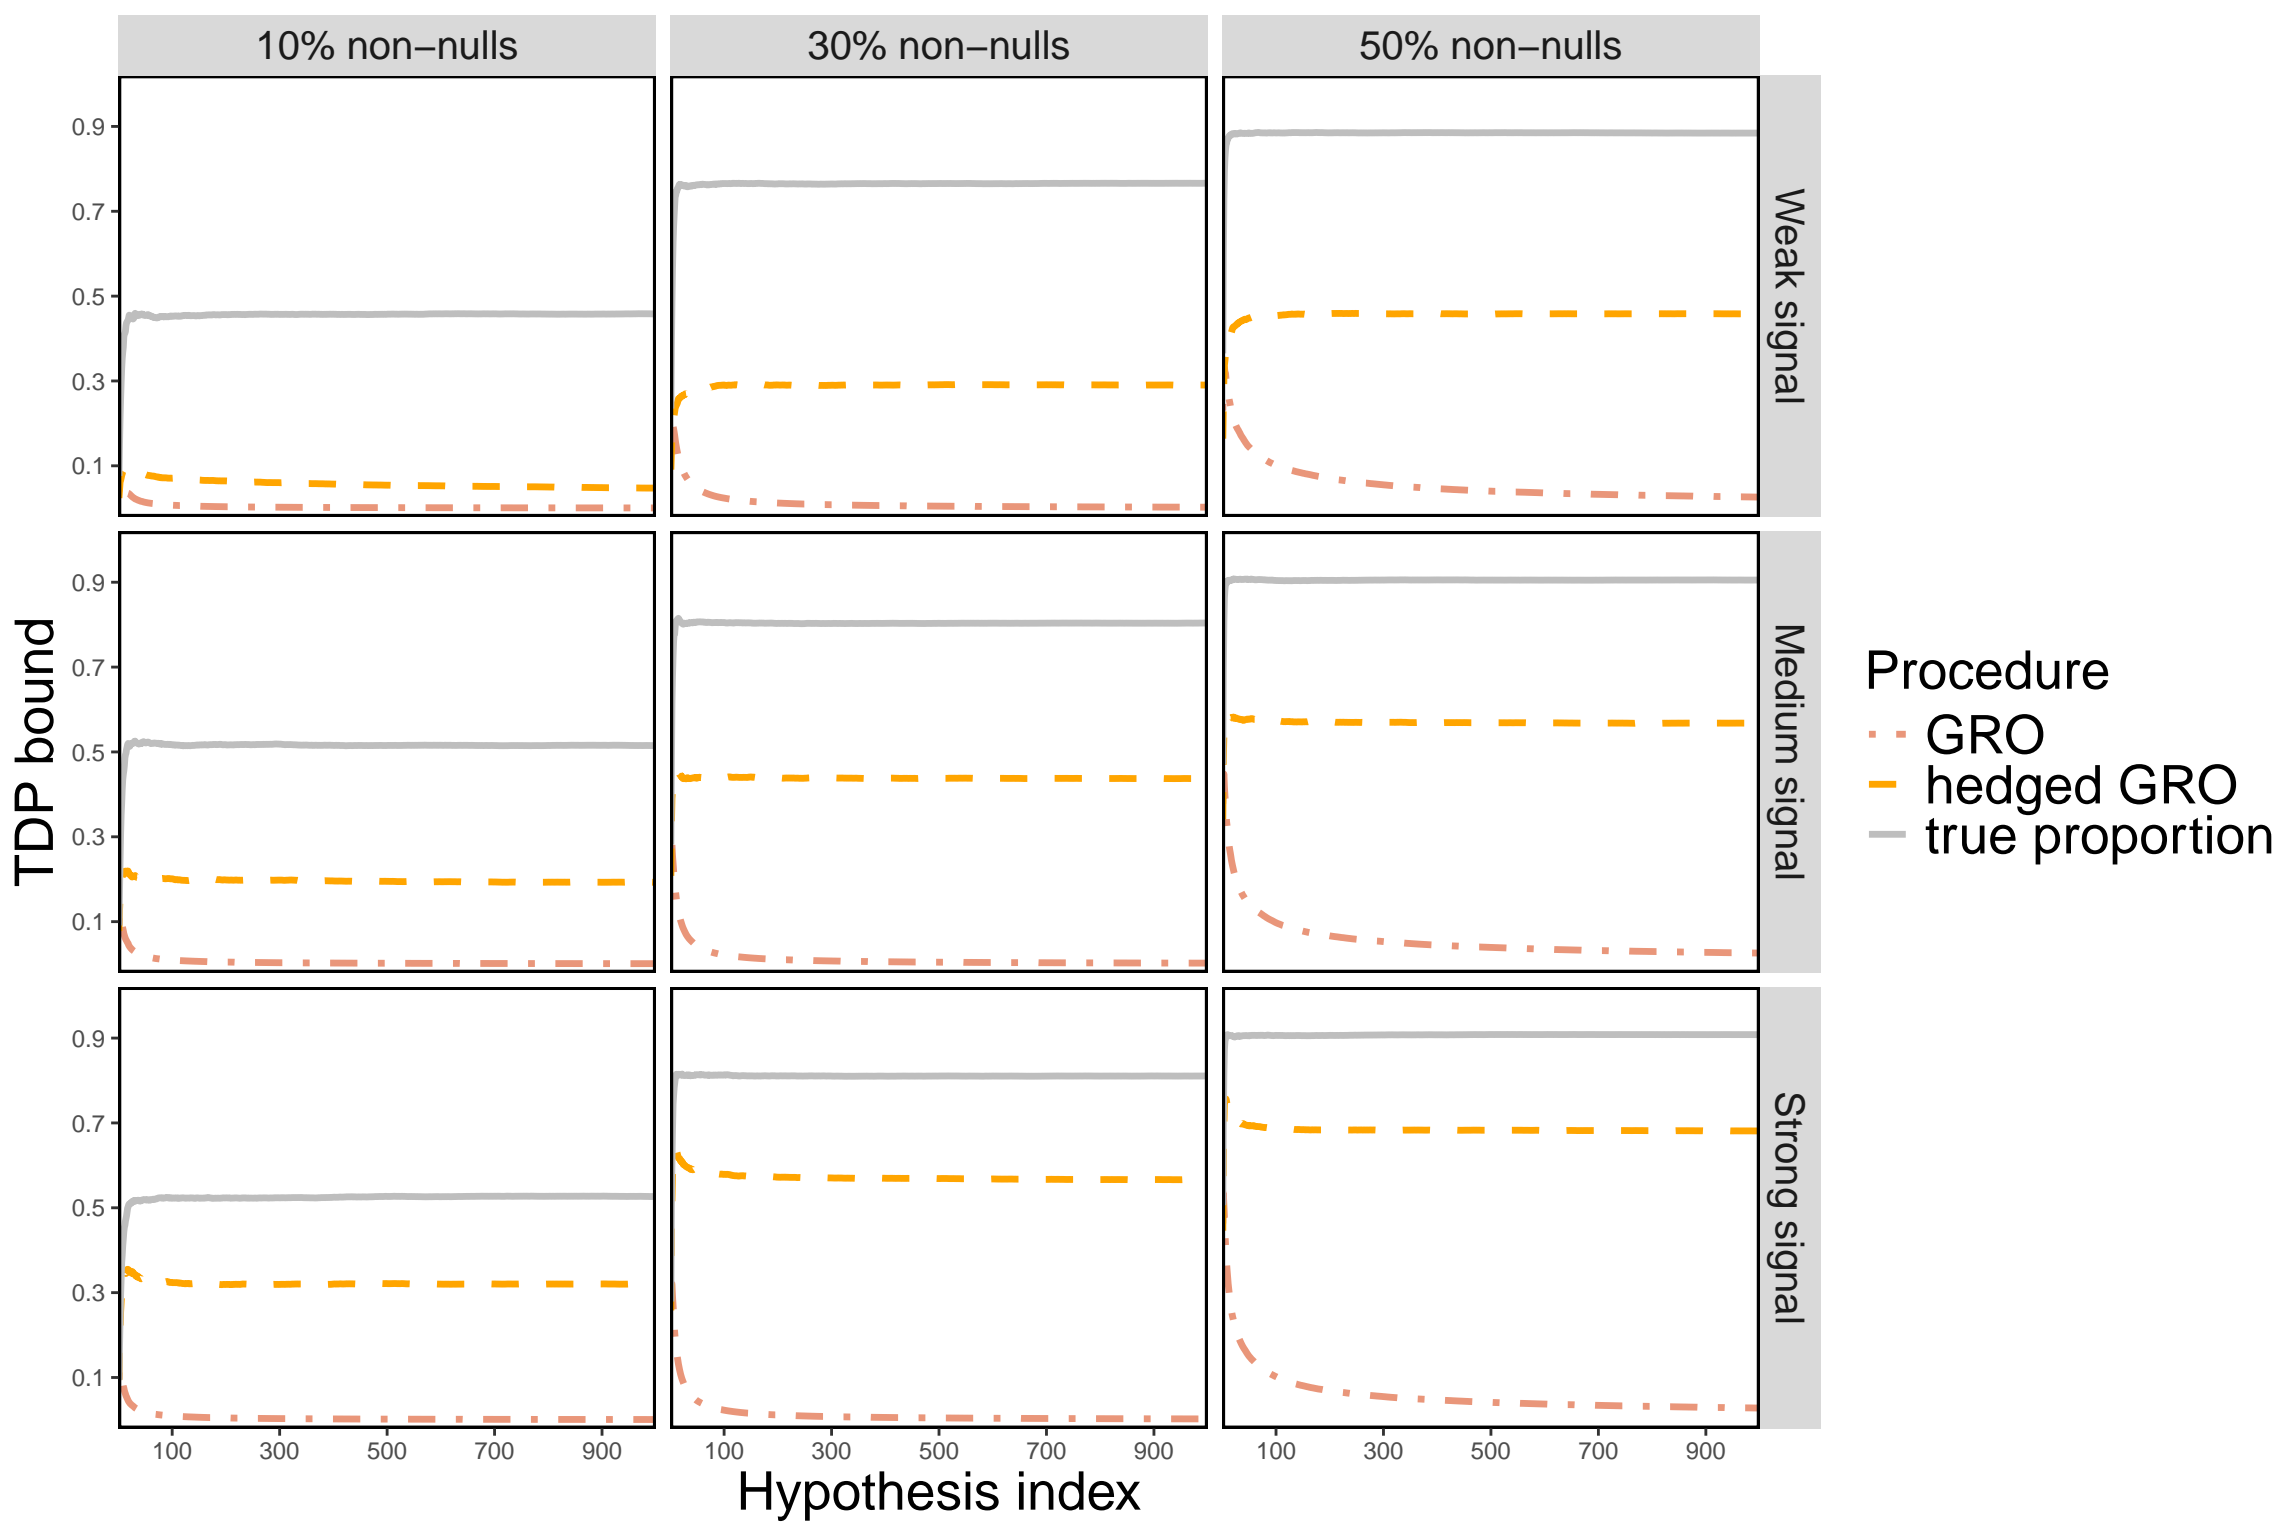 10% non−nulls
30% non−nulls
50% non−nulls
0.9
0.7
0.5
0.3
0.1
Weak signal
0.9
0.7
0.5
0.3
0.1
Medium signal
0.9
0.7
0.5
0.3
0.1
Strong signal
100 300 500 700 900
100 300 500 700 900
100 300 500 700 900
Hypothesis index
TDP bound
Procedure
GRO
hedged GRO
true proportion